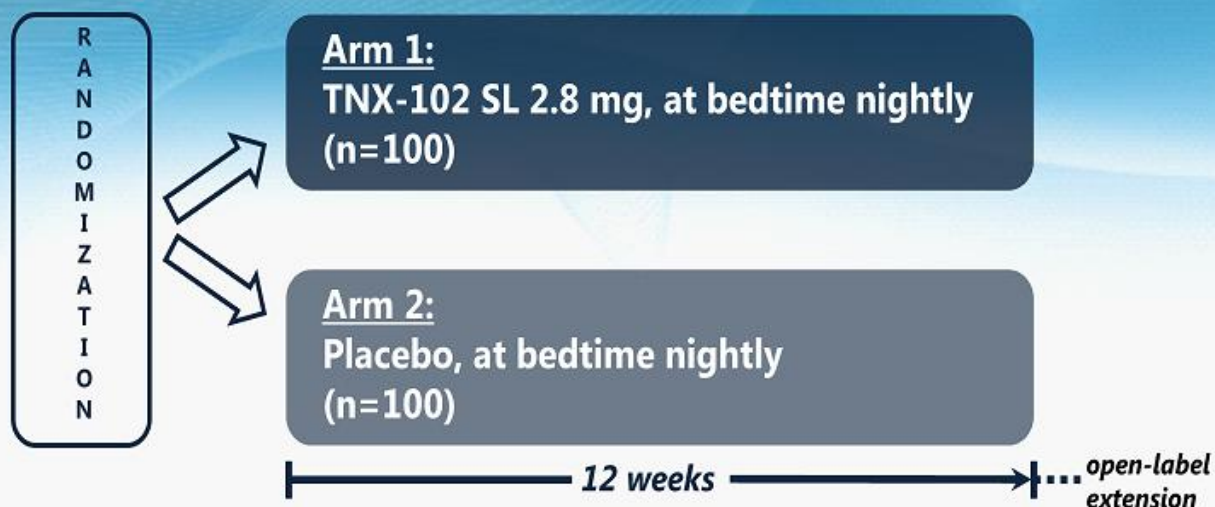 RANDOMIZATION
Arm 1:
TNX-102 SL 2.8 mg, at bedtime nightly
(n=100)
Arm 2:
Placebo, at bedtime nightly
(n=100)
12 weeks
open-label
extension